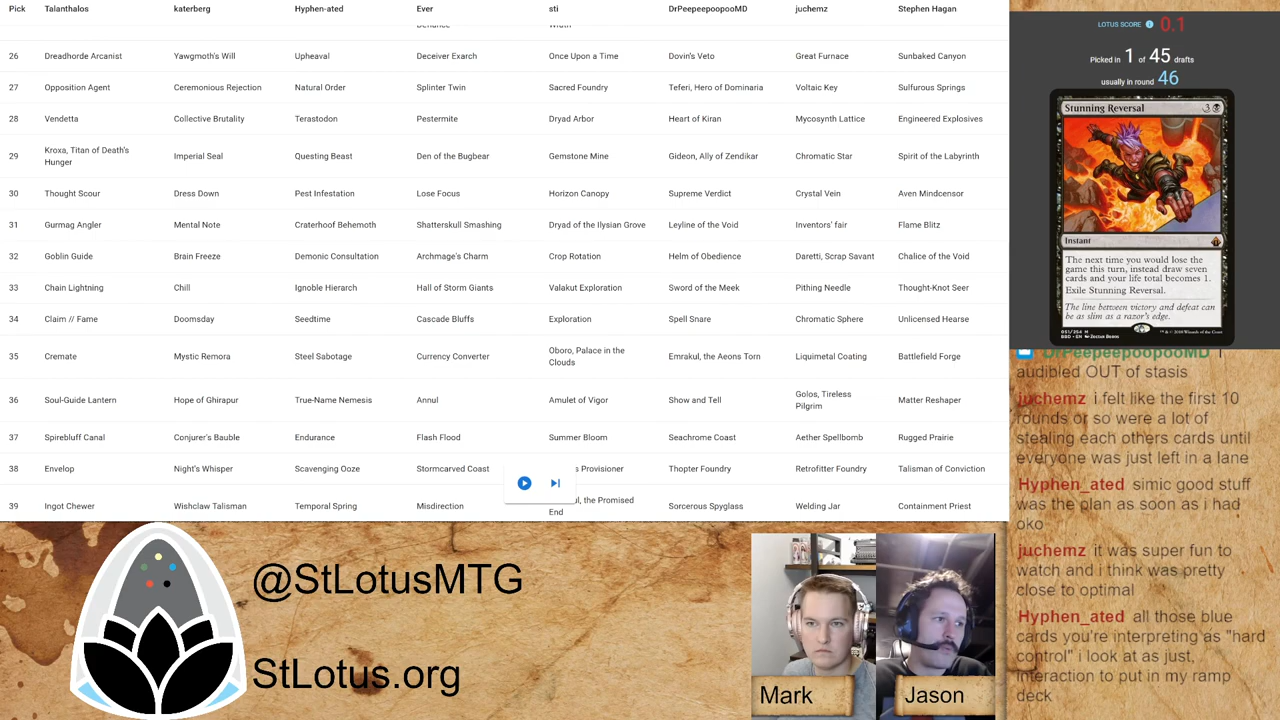 Pick Talanthalos katerberg Hyphen-ated Ever sti DrPeepeepoopooMD juchemz Stephen Hagan
26 Dreadhorde Arcanist Yawgmoth's Will Upheaval Deceiver Exarch Once Upon a Time Dovin's Veto Great Furnace Sunbaked Canyon
27 Opposition Agent Ceremonious Rejection Natural Order Splinter Twin Sacred Foundry Teferi, Hero of Dominaria Voltaic Key Sulfurous Springs
28 Vendetta Collective Brutality Terastodon Pestermite Dryad Arbor Heart of Kiran Mycosynth Lattice Engineered Explosives
29 Kroxa, Titan of Death's Hunger Imperial Seal Questing Beast Den of the Bugbear Gemstone Mine Gideon, Ally of Zendikar Chromatic Star Spirit of the Labyrinth
30 Thought Scour Dress Down Pest Infestation Lose Focus Horizon Canopy Supreme Verdict Crystal Vein Aven Mindcensor
31 Gurmag Angler Mental Note Craterhoof Behemoth Shatterskull Smashing Dryad of the Ilysian Grove Leyline of the Void Inventors' fair Flame Blitz
32 Goblin Guide Brain Freeze Demonic Consultation Archmage's Charm Crop Rotation Helm of Obedience Daretti, Scrap Savant Chalice of the Void
33 Chain Lightning Chill Ignoble Hierarch Hall of Storm Giants Valakut Exploration Sword of the Meek Pithing Needle Thought-Knot Seer
34 Claim // Fame Doomsday Seedtime Cascade Bluffs Exploration Spell Snare Chromatic Sphere Unlicensed Hearse
35 Cremate Mystic Remora Steel Sabotage Currency Converter Oboro, Palace in the Clouds Emrakul, the Aeons Torn Liquimetal Coating Battlefield Forge
36 Soul-Guide Lantern Hope of Ghirapur True-Name Nemesis Annul Amulet of Vigor Show and Tell Golos, Tireless Pilgrim Matter Reshaper
37 Spirebluff Canal Conjurer's Bauble Endurance Flash Flood Summer Bloom Seachrome Coast Aether Spellbomb Rugged Prairie
38 Envelop Night's Whisper Scavenging Ooze Stormcarved Coast s Provisioner Thopter Foundry Retrofitter Foundry Talisman of Conviction
39 Ingot Chewer Wishclaw Talisman Temporal Spring Misdirection ul, the Promised End Sorcerous Spyglass Welding Jar Containment Priest
LOTUS SCORE 0.1
Picked in 1 of 45 drafts
usually in round 46
Stunning Reversal 3
Instant
The next time you would lose the
game this turn, instead draw seven
cards and your life total becomes 1.
Exile Stunning Reversal.
The line between victory and defeat can
be as slim as a razor's edge.
DrPeepeepoopooMD I
audibled OUT of stasis
juchemz i felt like the first 10
rounds or so were a lot of
stealing each others cards until
everyone was just left in a lane
Hyphen_ated simic good stuff
was the plan as soon as i had
oko
juchemz it was super fun to
watch and i think was pretty
close to optimal
Hyphen_ated all those blue
cards you're interpreting as "hard
control" i look at as just,
interaction to put in my ramp
deck
@StLotusMTG
StLotus.org
Mark
Jason